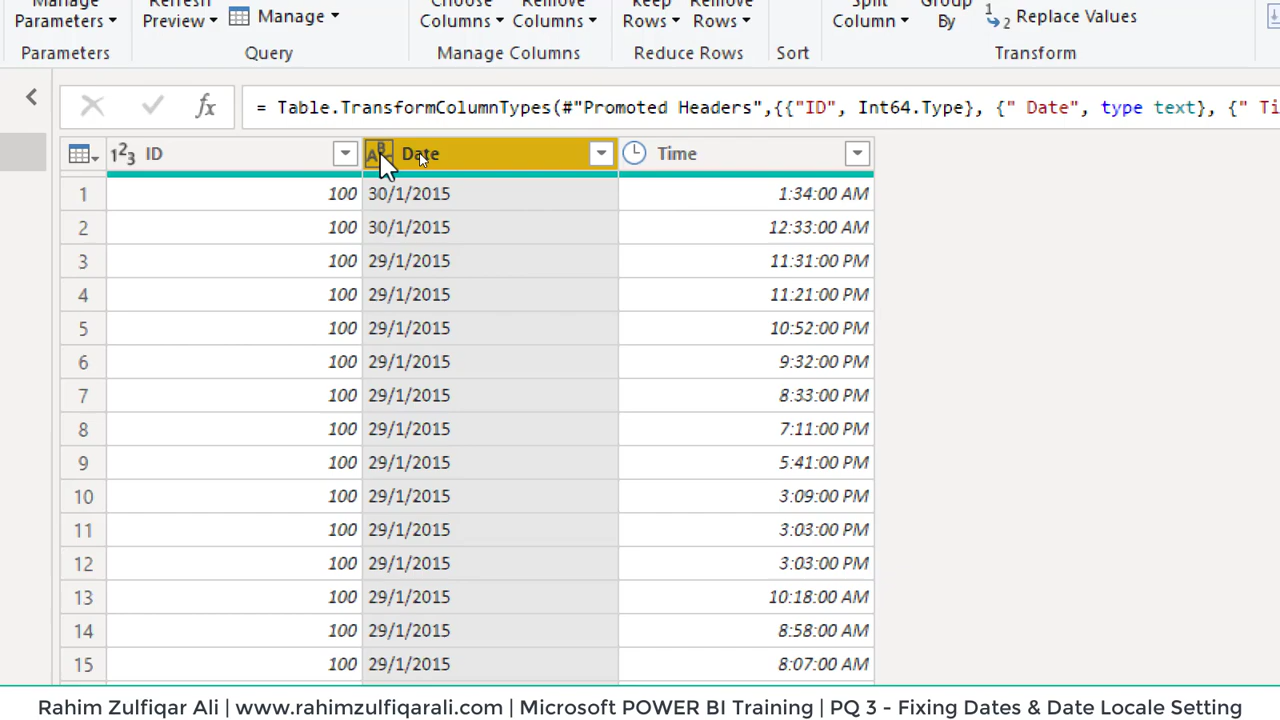 Manage
Parameters
Refresh
Preview
Manage
Choose
Columns
Remove
Columns
Keep
Rows
Remove
Rows
Split
Column
Group
By
1
2 Replace Values
Parameters
Query
Manage Columns
Reduce Rows
Sort
Transform
fx
= Table.TransformColumnTypes(#"Promoted Headers",{{"ID", Int64.Type}, {" Date", type text}, {" Ti
123 ID
Date
Time
1 100 30/1/2015 1:34:00 AM
2 100 30/1/2015 12:33:00 AM
3 100 29/1/2015 11:31:00 PM
4 100 29/1/2015 11:21:00 PM
5 100 29/1/2015 10:52:00 PM
6 100 29/1/2015 9:32:00 PM
7 100 29/1/2015 8:33:00 PM
8 100 29/1/2015 7:11:00 PM
9 100 29/1/2015 5:41:00 PM
10 100 29/1/2015 3:09:00 PM
11 100 29/1/2015 3:03:00 PM
12 100 29/1/2015 3:03:00 PM
13 100 29/1/2015 10:18:00 AM
14 100 29/1/2015 8:58:00 AM
15 100 29/1/2015 8:07:00 AM
Rahim Zulfiqar Ali | www.rahimzulfiqarali.com | Microsoft POWER BI Training | PQ 3 - Fixing Dates & Date Locale Setting